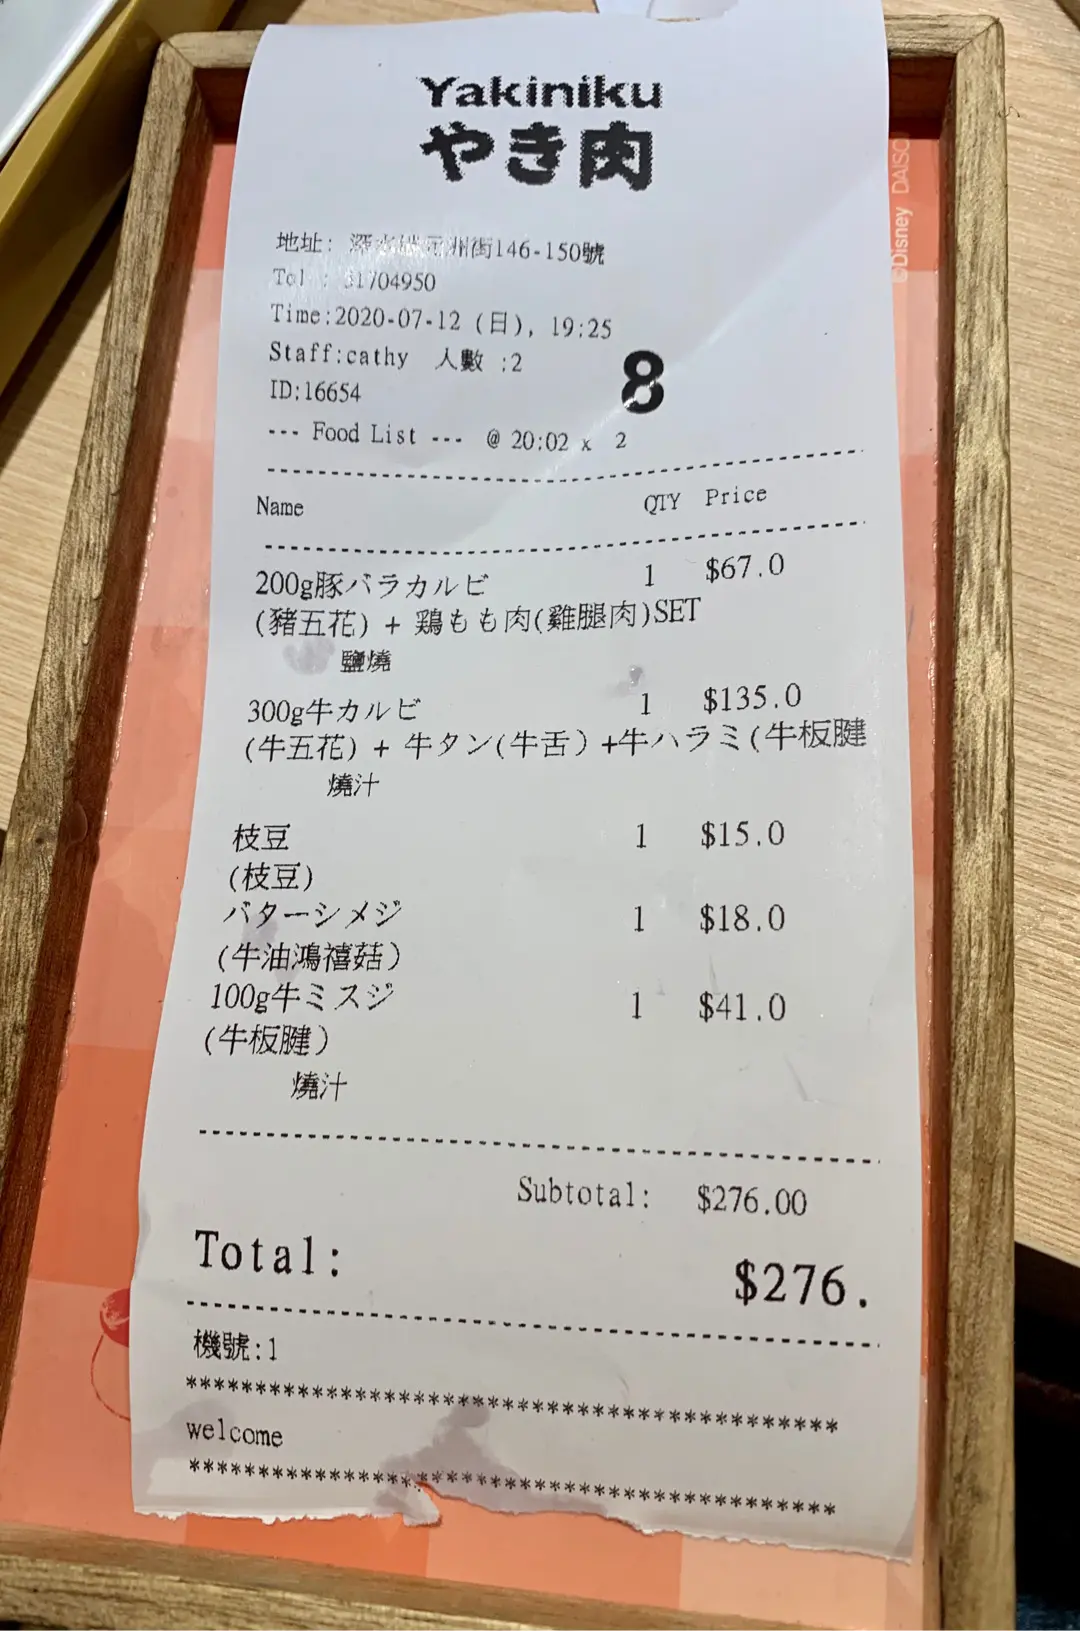 Yakiniku
やき肉
地址: 深水埗元洲街146-150號
Tel : 31704950
Time:2020-07-12 (日), 19:25
Staff:cathy 人數 :2
8
ID:16654
--- Food List --- @ 20:02 x 2
Name QTY Price
200g豚バラカルビ 1 $67.0
(豬五花) + 鶏もも肉(雞腿肉)SET
鹽燒
300g牛カルビ 1 $135.0
(牛五花) + 牛タン(牛舌) +牛ハラミ(牛板腱
燒汁
枝豆 1 $15.0
(枝豆)
バターシメジ 1 $18.0
(牛油鴻禧菇)
100g牛ミスジ 1 $41.0
(牛板腱)
燒汁
Subtotal: $276.00
Total: $276.
機號:1
***********************************************
welcome
***********************************************
©Disney DAISO